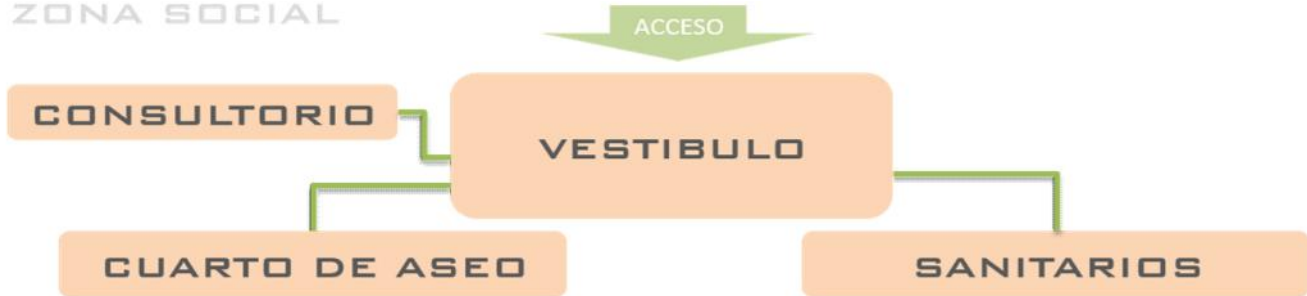 ZONA SOCIAL
ACCESO
CONSULTORIO
VESTIBULO
CUARTO DE ASEO
SANITARIOS